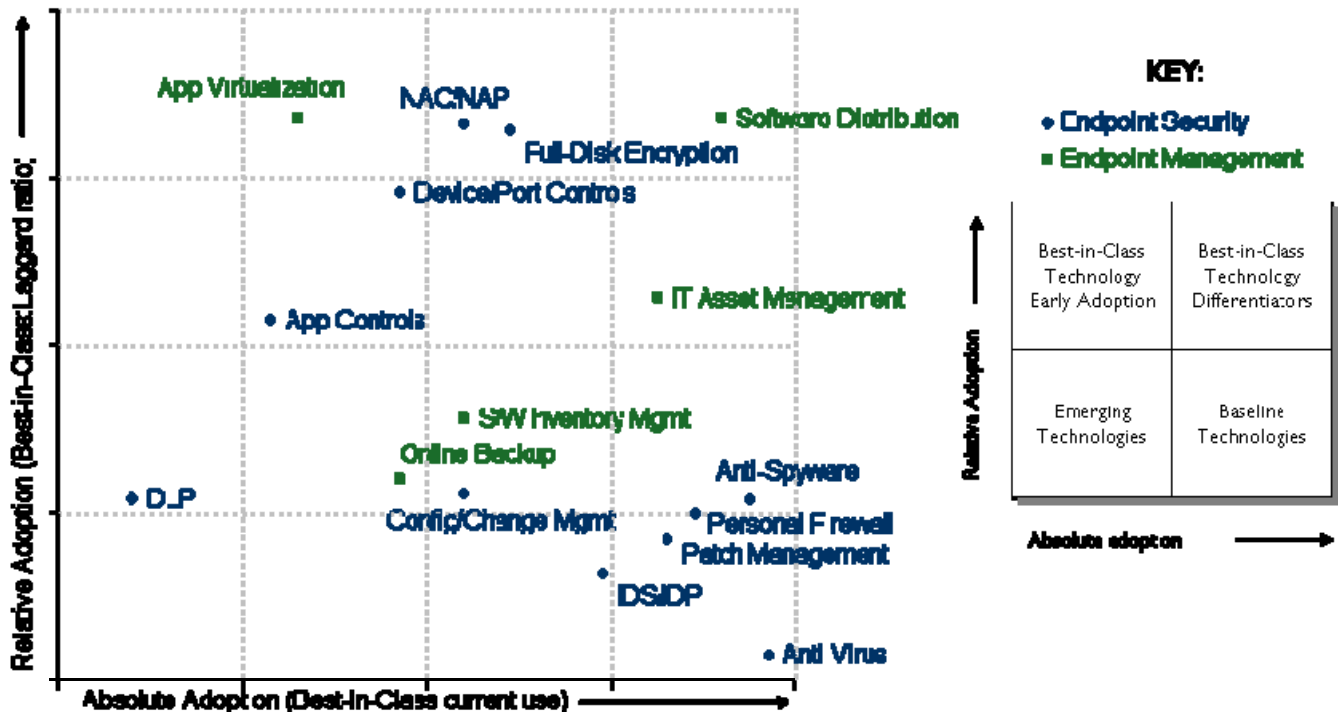 App Virtualization
NAC/NAP
Software Distribution
Full-Disk Encryption
Device/Port Controls
IT Asset Management
App Controls
S/W Inventory Mgmt
Online Backup
Anti-Spyware
DLP
Config/Change Mgmt
Personal Firewall
Patch Management
IDS/IDP
Anti Virus
Relative Adoption (Best-in-Class:Laggard ratio)
Absolute Adoption (Best-in-Class current use)
KEY:
Endpoint Security
Endpoint Management
Best-in-Class
Technology
Early Adoption
Best-in-Class
Technology
Differentiators
Emerging
Technologies
Baseline
Technologies
Relative Adoption
Absolute adoption